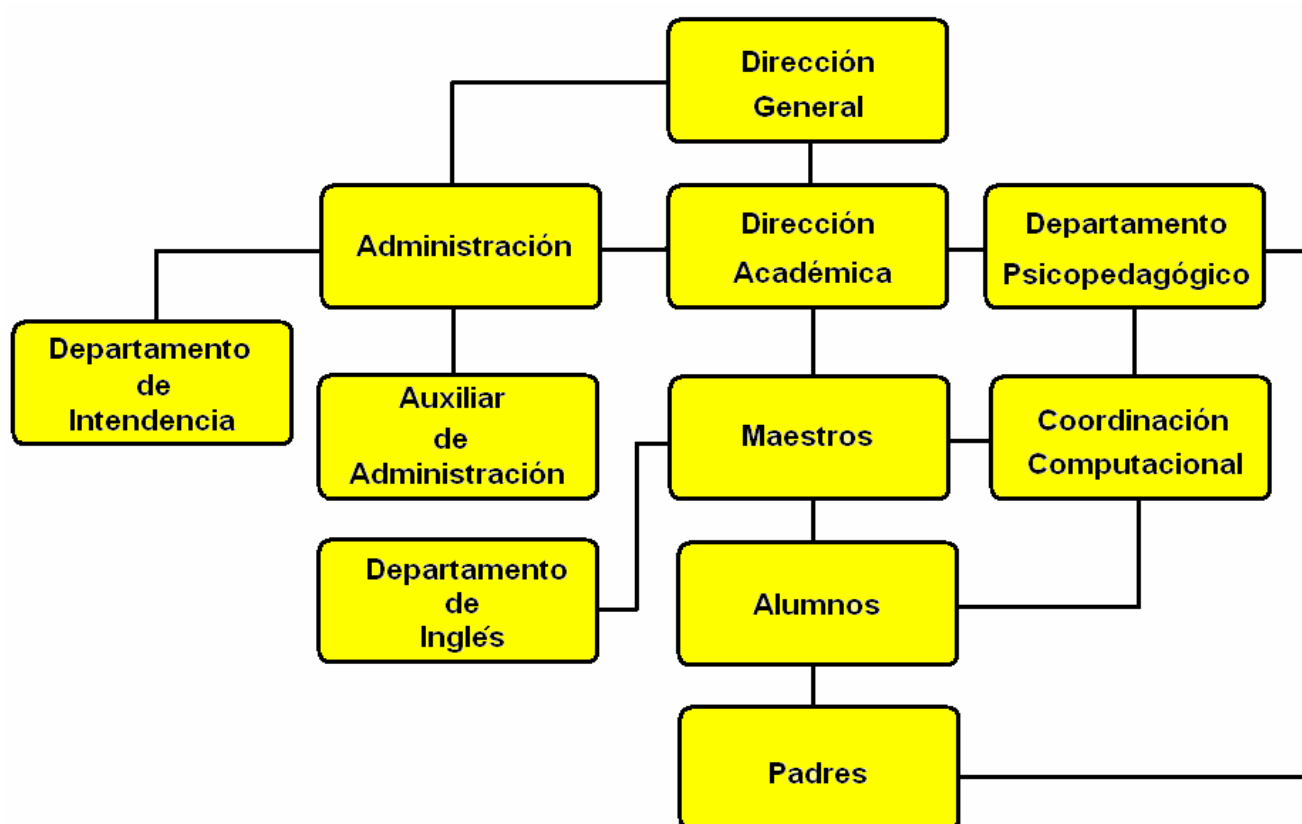 Dirección
General
Administración
Dirección
Académica
Departamento
Psicopedagógico
Departamento
de
Intendencia
Auxiliar
de
Administración
Maestros
Coordinación
Computacional
Departamento
de
Inglés
Alumnos
Padres